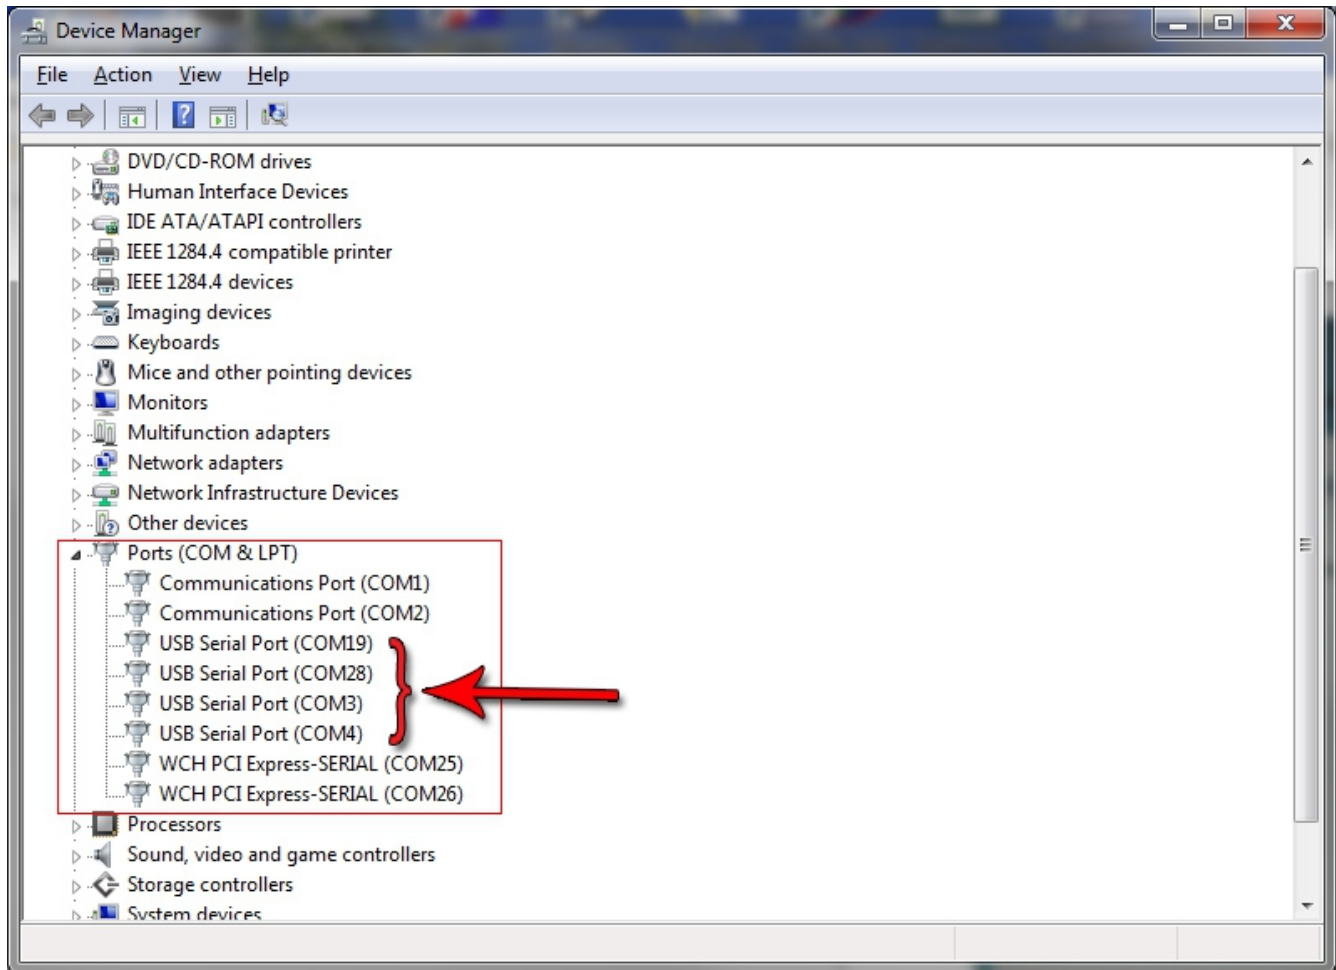 Device Manager
File Action View Help
DVD/CD-ROM drives
Human Interface Devices
IDE ATA/ATAPI controllers
IEEE 1284.4 compatible printer
IEEE 1284.4 devices
Imaging devices
Keyboards
Mice and other pointing devices
Monitors
Multifunction adapters
Network adapters
Network Infrastructure Devices
Other devices
Ports (COM & LPT)
Communications Port (COM1)
Communications Port (COM2)
USB Serial Port (COM19)
USB Serial Port (COM28)
USB Serial Port (COM3)
USB Serial Port (COM4)
WCH PCI Express-SERIAL (COM25)
WCH PCI Express-SERIAL (COM26)
Processors
Sound, video and game controllers
Storage controllers
System devices